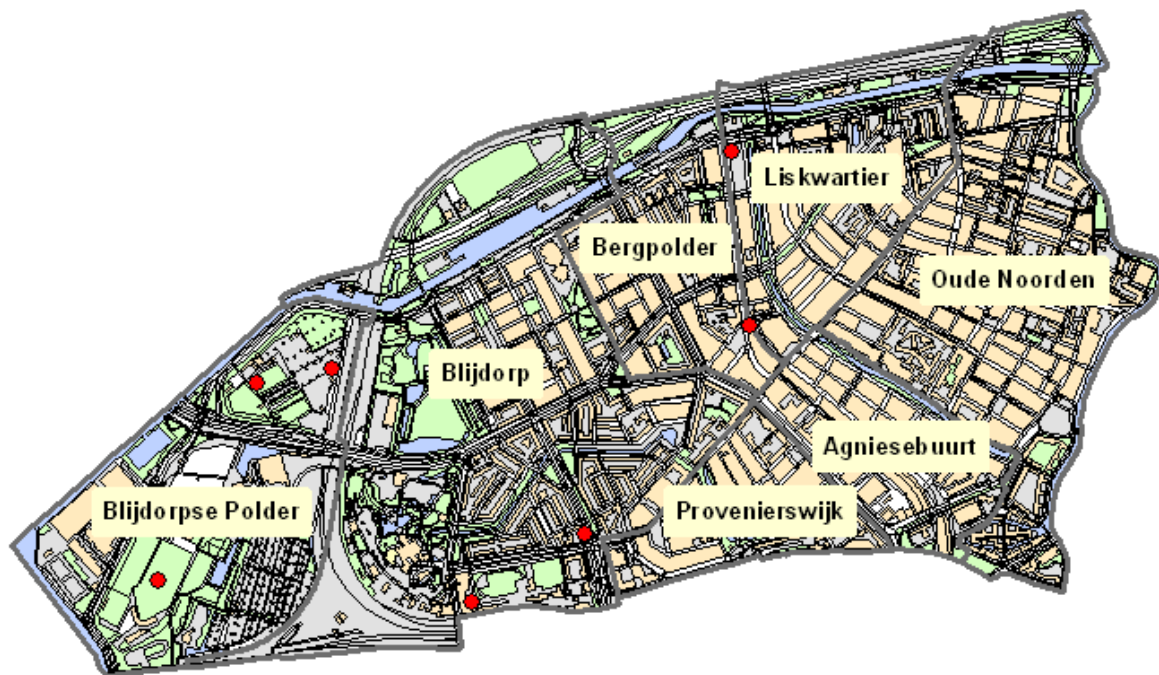 Liskwartier
Bergpolder
Oude Noorden
Blijdorp
Agniesebuurt
Blijdorpse Polder
Provenierswijk